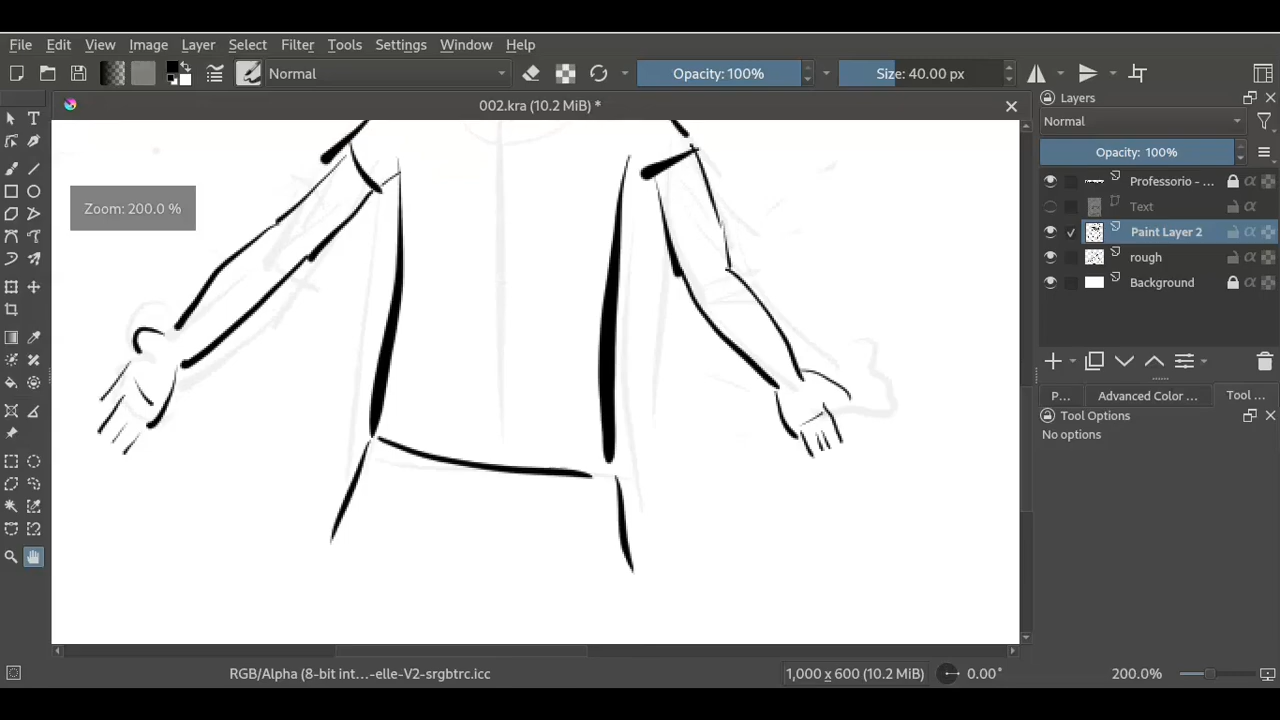 File Edit View Image Layer Select Filter Tools Settings Window Help
Normal Opacity: 100% Size: 40.00 px
002.kra (10.2 MiB) *
Layers
Normal
Opacity: 100%
Professorio - ...
Zoom: 200.0 %
Text
Paint Layer 2
rough
Background
P... Advanced Color ... Tool ...
Tool Options
No options
RGB/Alpha (8-bit int...-elle-V2-srgbtrc.icc 1,000 x 600 (10.2 MiB) 0.00° 200.0%